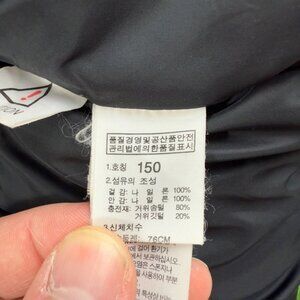 품질경영및공산품안전
관리법에의한품질표시
1.호칭 150
2.섬유의 조성
겉감: 나 일 론 100%
안감: 나 일 론 100%
충전재: 거위솜털 80%
거위깃털 20%
3.신체치수
76CM